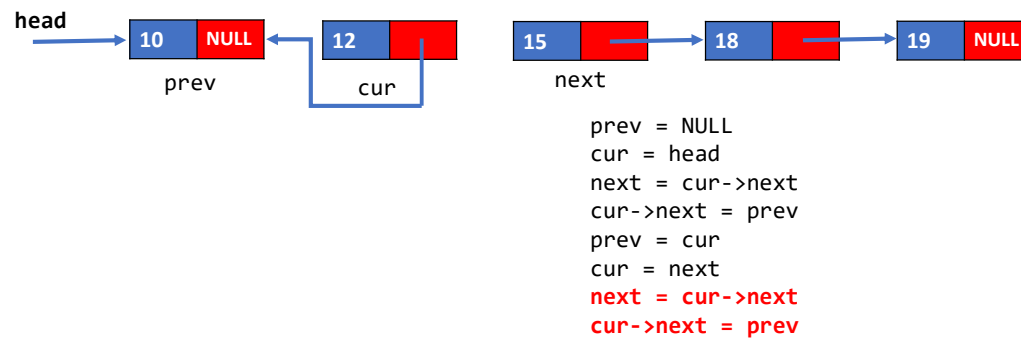 head
10 NULL 12 15 18 19 NULL
prev cur next
prev = NULL
cur = head
next = cur->next
cur->next = prev
prev = cur
cur = next
next = cur->next
cur->next = prev